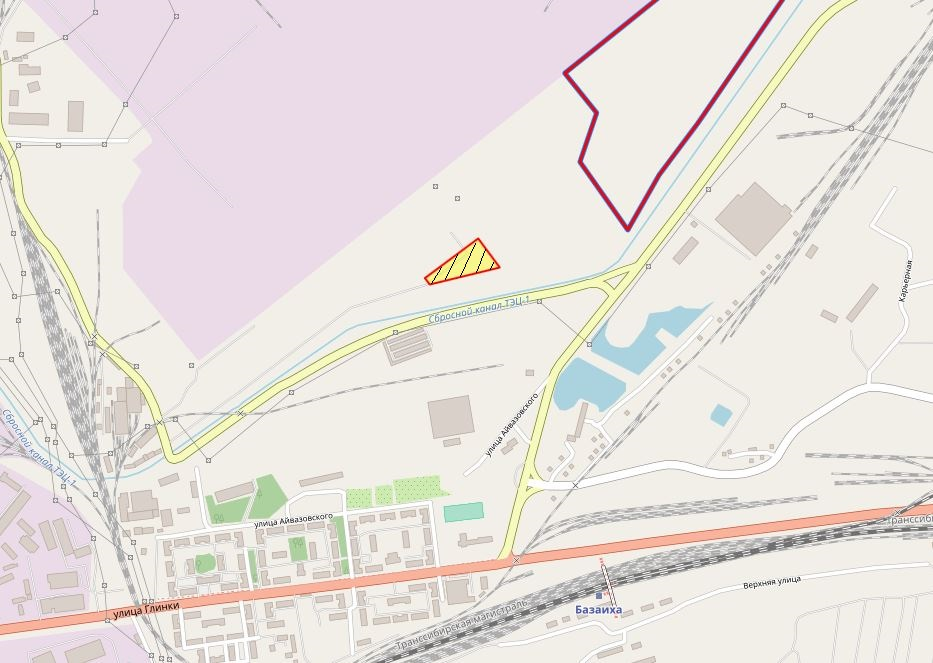 Карьерная
Сбросной канал ТЭЦ-1
улица Айвазовского
Сбросной канал ТЭЦ-1
улица Айвазовского
Транссиби
Верхняя улица
улица Глинки
Базаиха
Транссибирская магистраль